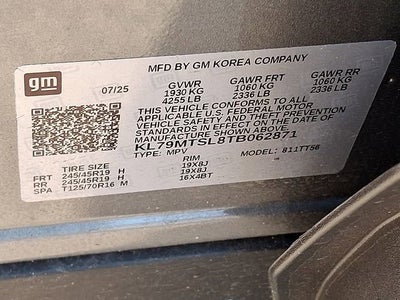 MFD BY GM KOREA COMPANY
gm
07/25 GVWR GAWR FRT GAWR RR
1930 KG 1060 KG 1060 KG
4255 LB 2336 LB 2336 LB
THIS VEHICLE CONFORMS TO ALL
APPLICABLE U.S. FEDERAL MOTOR
VEHICLE SAFETY AND THEFT PREVENTION
STANDARDS IN EFFECT ON THE DATE OF
MANUFACTURE SHOWN ABOVE.
KL79MTSL8TB062871
TYPE: MPV MODEL: 811TT56
TIRE SIZE RIM
FRT 245/45R19 H 19X8J
RR 245/45R19 H 19X8J
SPA T125/70R16 M 16X4BT